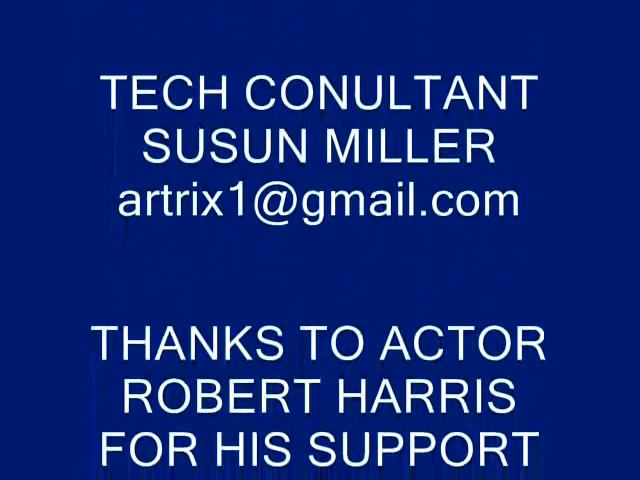 TECH CONULTANT
SUSUN MILLER
artrix1@gmail.com
THANKS TO ACTOR
ROBERT HARRIS
FOR HIS SUPPORT